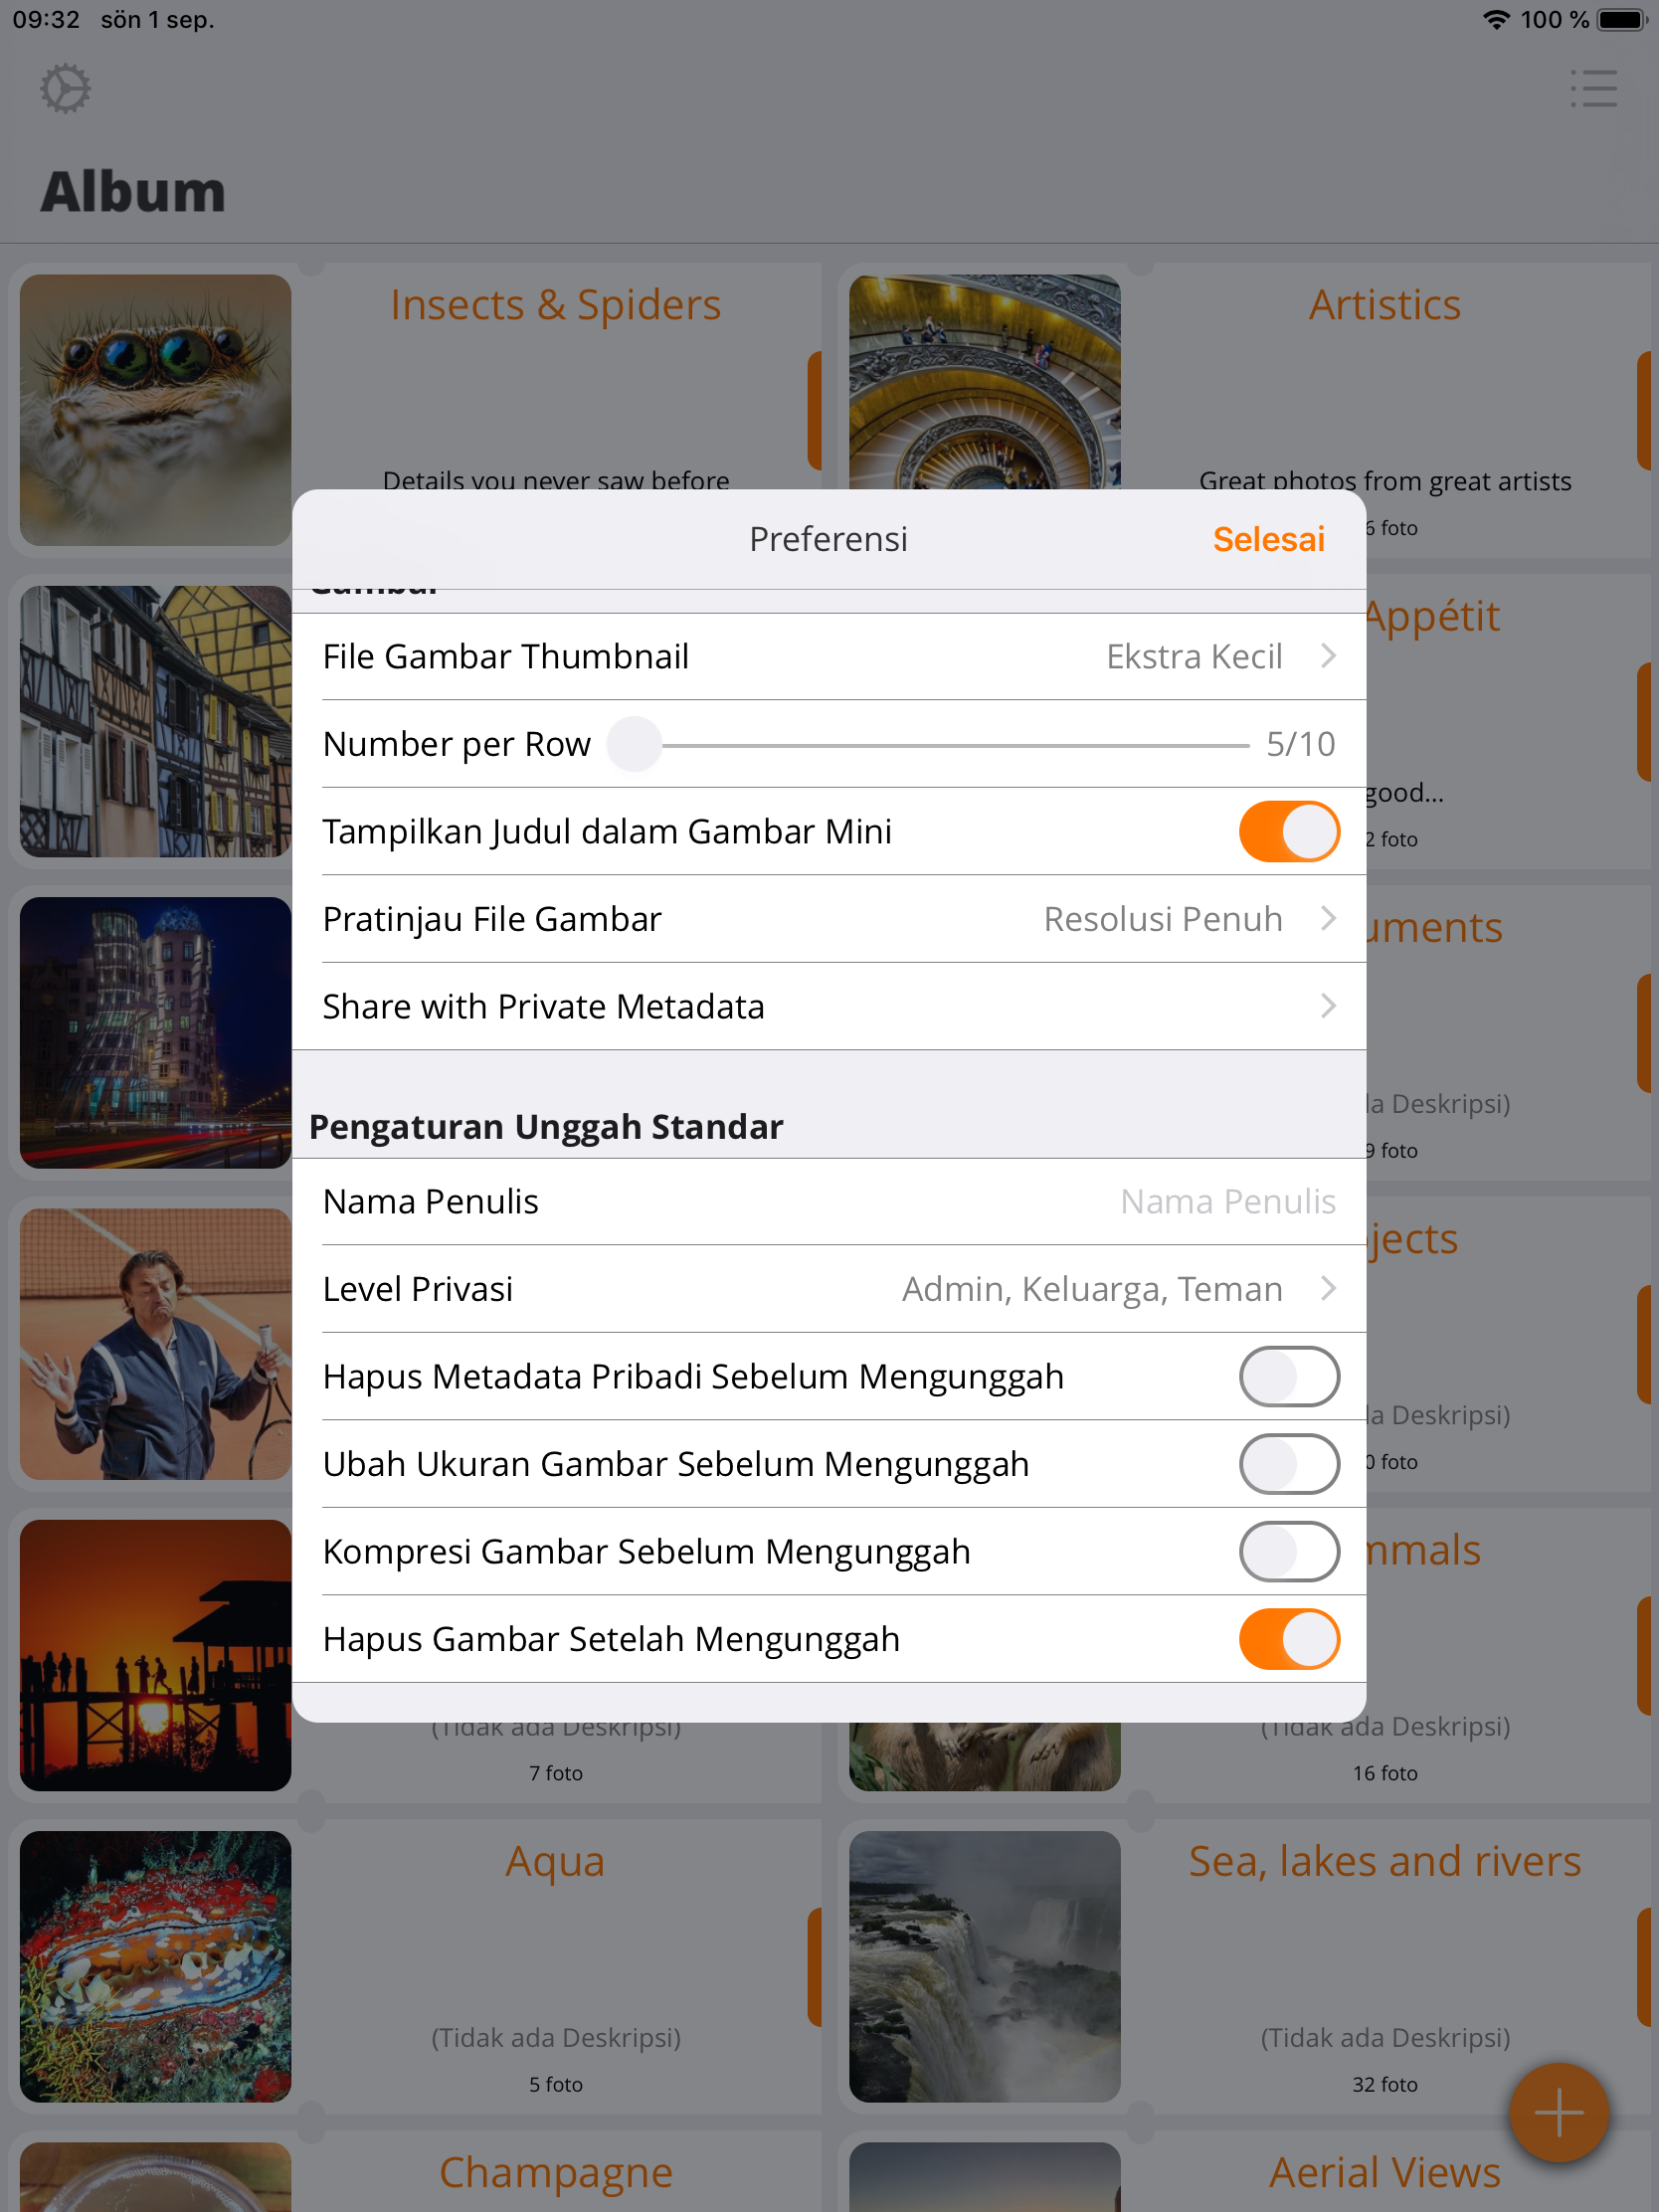 09:32 sön 1 sep.
100 %
Album
Insects & Spiders
Details you never saw before
Artistics
Great photos from great artists
6 foto
Preferensi
Selesai
Gambar
File Gambar Thumbnail Ekstra Kecil
Number per Row 5/10
Tampilkan Judul dalam Gambar Mini
Pratinjau File Gambar Resolusi Penuh
Share with Private Metadata
Pengaturan Unggah Standar
Nama Penulis Nama Penulis
Level Privasi Admin, Keluarga, Teman
Hapus Metadata Pribadi Sebelum Mengunggah
Ubah Ukuran Gambar Sebelum Mengunggah
Kompresi Gambar Sebelum Mengunggah
Hapus Gambar Setelah Mengunggah
Appétit
good...
2 foto
uments
Deskripsi)
9 foto
jects
Deskripsi)
0 foto
mmals
(Tidak ada Deskripsi)
7 foto
(Tidak ada Deskripsi)
16 foto
Aqua
(Tidak ada Deskripsi)
5 foto
Sea, lakes and rivers
(Tidak ada Deskripsi)
32 foto
Champagne
Aerial Views